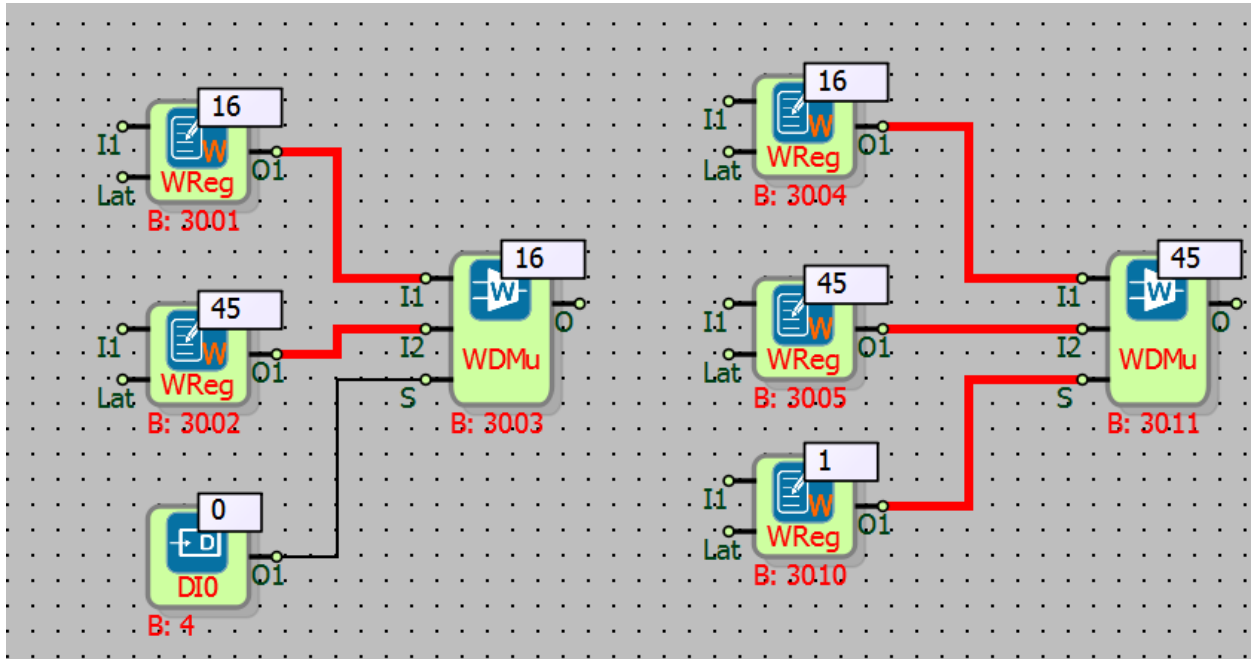 16
I1
W
O1
Lat
WReg
B: 3001
45
I1
W
O1
Lat
WReg
B: 3002
0
D
O1
DI0
B: 4
16
I1
W
O
I2
WDMu
S
B: 3003
16
I1
W
O1
Lat
WReg
B: 3004
45
I1
W
O1
Lat
WReg
B: 3005
1
I1
W
O1
Lat
WReg
B: 3010
45
I1
W
O
I2
WDMu
S
B: 3011